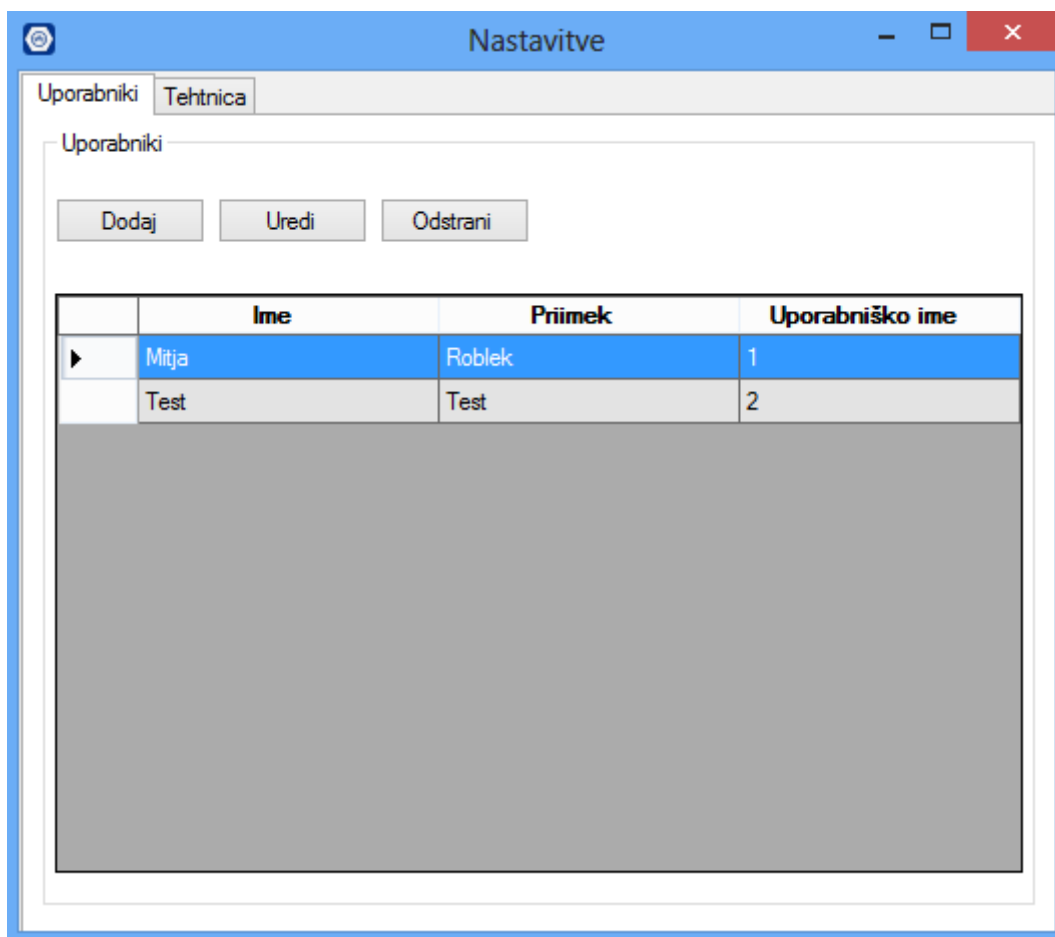 Nastavitve
Uporabniki Tehtnica
Uporabniki
Dodaj Uredi Odstrani
Ime Priimek Uporabniško ime
Mitja Roblek 1
Test Test 2